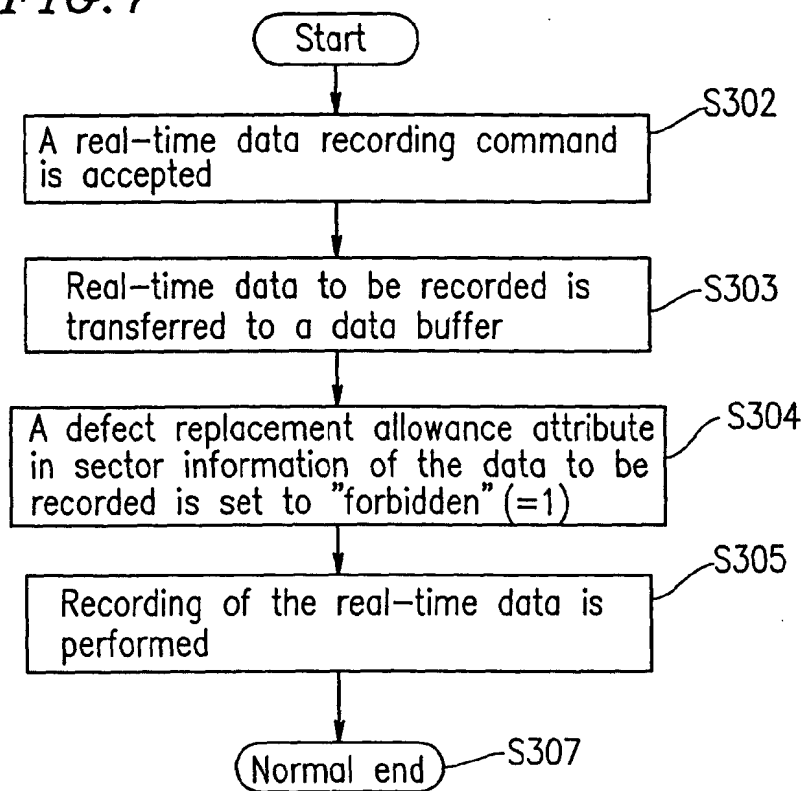 FIG. 7
Start
S302
A real-time data recording command
is accepted
Real-time data to be recorded is
transferred to a data buffer
S303
A defect replacement allowance attribute
in sector information of the data to be
recorded is set to "forbidden" (=1)
S304
S305
Recording of the real-time data is
performed
Normal end
S307